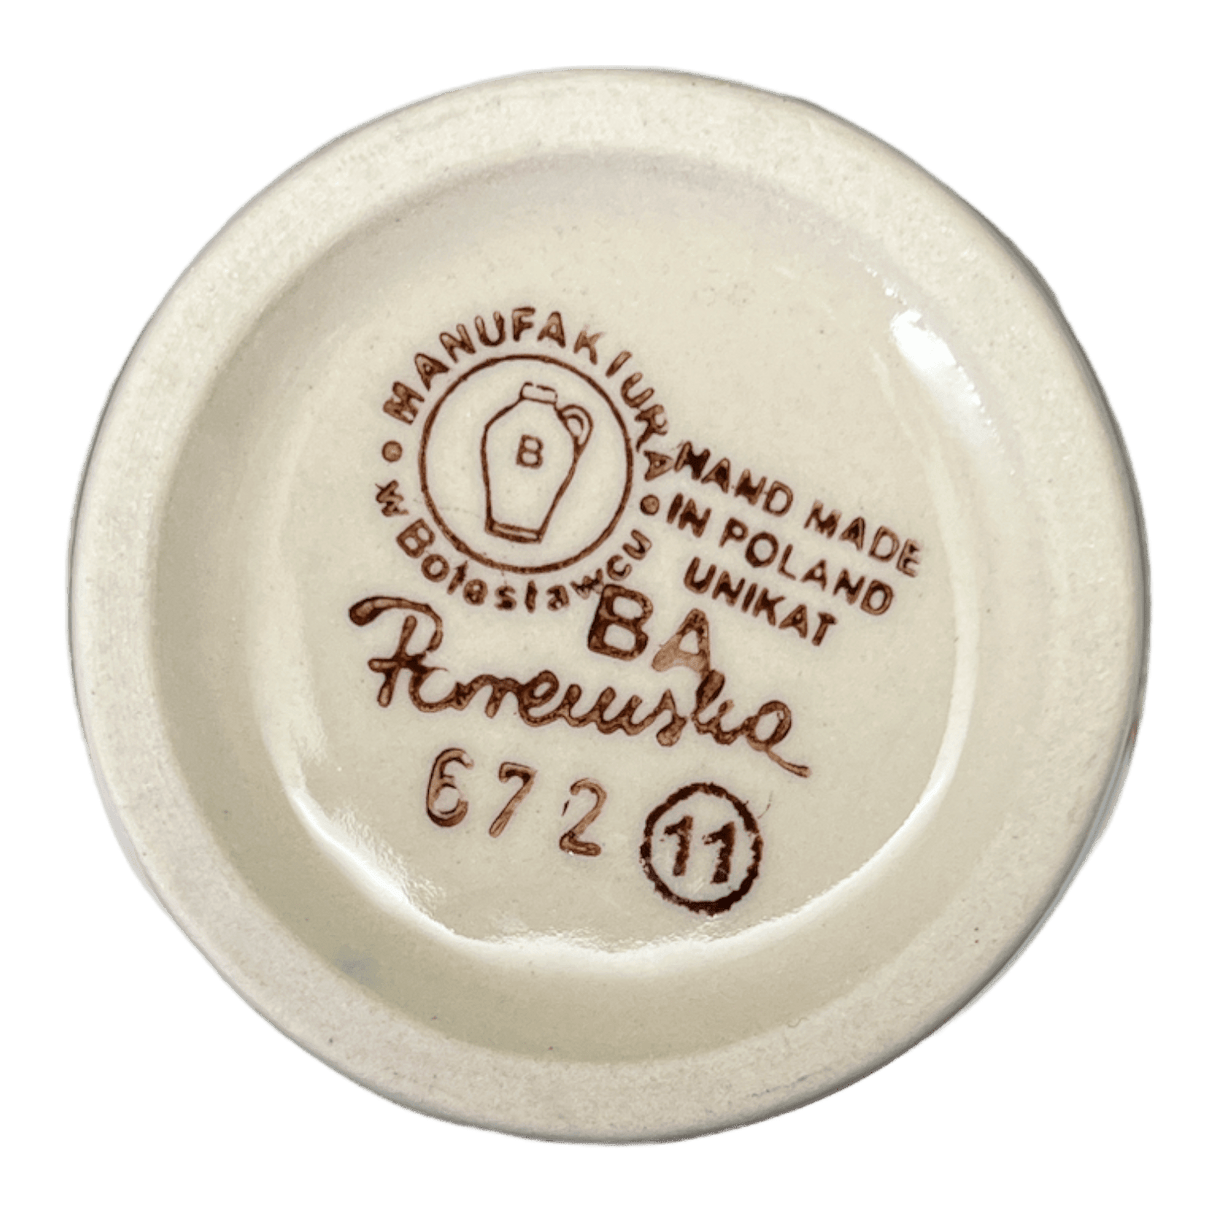 MANUFAKTURA
w Bolesławcu
B
HAND MADE
IN POLAND
UNIKAT
BA
672
11